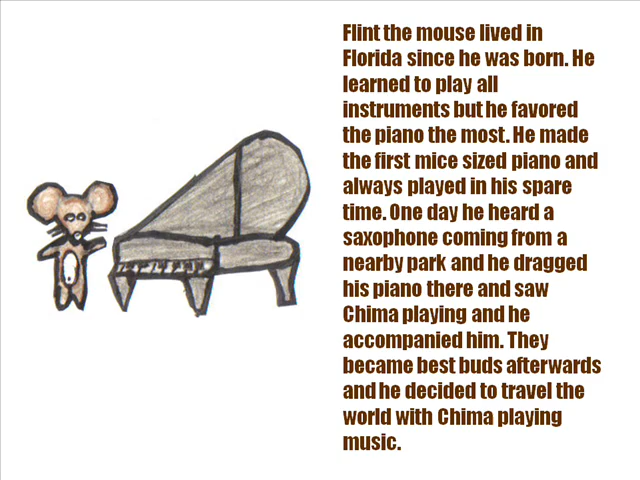 Flint the mouse lived in
Florida since he was born. He
learned to play all
instruments but he favored
the piano the most. He made
the first mice sized piano and
always played in his spare
time. One day he heard a
saxophone coming from a
nearby park and he dragged
his piano there and saw
Chima playing and he
accompanied him. They
became best buds afterwards
and he decided to travel the
world with Chima playing
music.